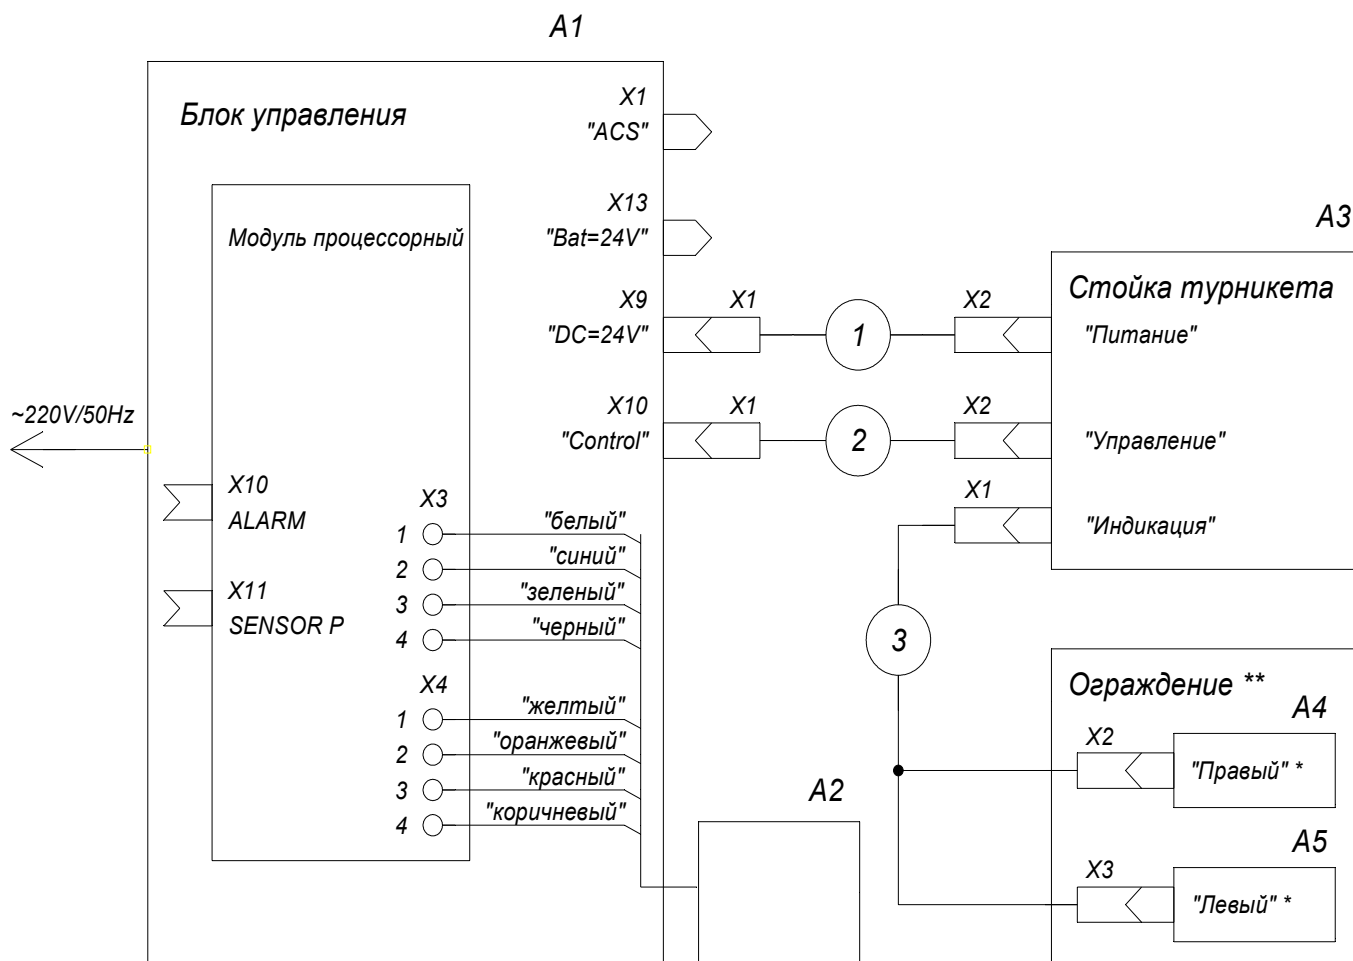 A1
Блок управления
X1
"ACS"
Модуль процессорный
X13
"Bat=24V"
A3
Стойка турникета
X9
"DC=24V"
X1
1
X2
"Питание"
~220V/50Hz
X10
"Control"
X1
2
X2
"Управление"
X1
"Индикация"
X10
ALARM
X11
SENSOR P
X3
1
"белый"
2
"синий"
3
"зеленый"
4
"черный"
X4
1
"желтый"
2
"оранжевый"
3
"красный"
4
"коричневый"
3
A2
Ограждение **
A4
X2
"Правый" *
A5
X3
"Левый" *